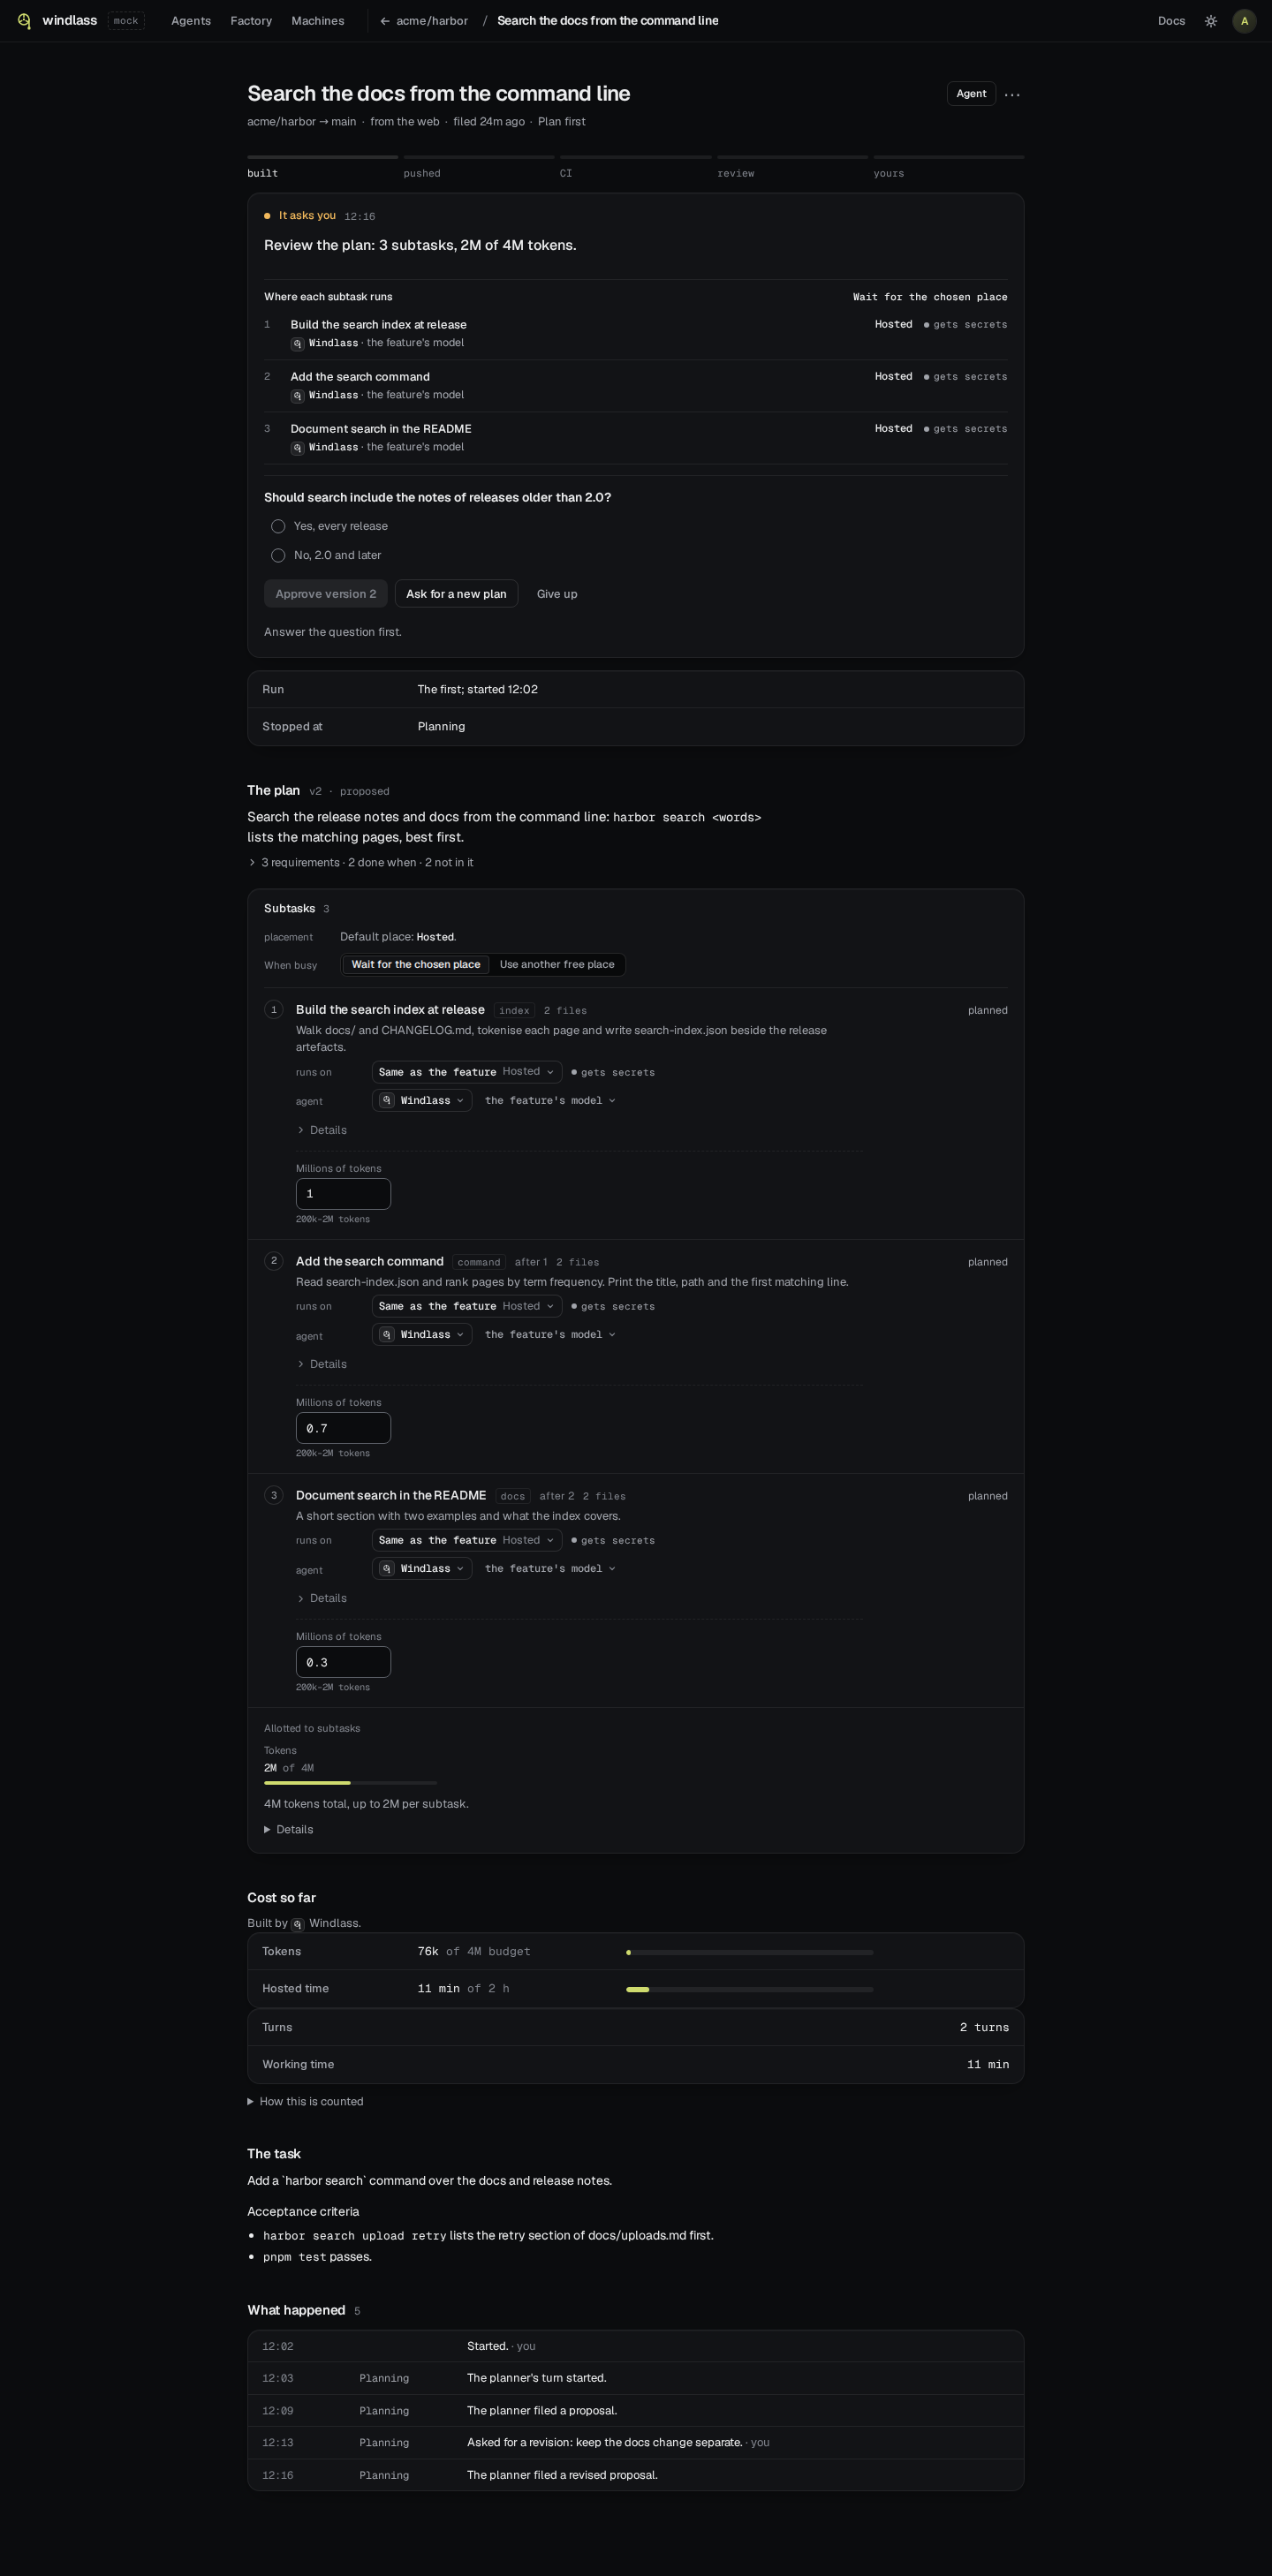 windlass mock Agents Factory Machines ← acme/harbor / Search the docs from the command line Docs A
Search the docs from the command line Agent ...
acme/harbor → main · from the web · filed 24m ago · Plan first
built pushed CI review yours
It asks you 12:16
Review the plan: 3 subtasks, 2M of 4M tokens.
Where each subtask runs Wait for the chosen place
1 Build the search index at release Hosted gets secrets
Windlass · the feature's model
2 Add the search command Hosted gets secrets
Windlass · the feature's model
3 Document search in the README Hosted gets secrets
Windlass · the feature's model
Should search include the notes of releases older than 2.0?
Yes, every release
No, 2.0 and later
Approve version 2 Ask for a new plan Give up
Answer the question first.
Run The first; started 12:02
Stopped at Planning
The plan v2 · proposed
Search the release notes and docs from the command line: harbor search <words>
lists the matching pages, best first.
3 requirements · 2 done when · 2 not in it
Subtasks 3
placement Default place: Hosted.
When busy Wait for the chosen place Use another free place
1 Build the search index at release index 2 files planned
Walk docs/ and CHANGELOG.md, tokenise each page and write search-index.json beside the release
artefacts.
runs on Same as the feature Hosted gets secrets
agent Windlass the feature's model
Details
Millions of tokens
1
200k–2M tokens
2 Add the search command command after 1 2 files planned
Read search-index.json and rank pages by term frequency. Print the title, path and the first matching line.
runs on Same as the feature Hosted gets secrets
agent Windlass the feature's model
Details
Millions of tokens
0.7
200k–2M tokens
3 Document search in the README docs after 2 2 files planned
A short section with two examples and what the index covers.
runs on Same as the feature Hosted gets secrets
agent Windlass the feature's model
Details
Millions of tokens
0.3
200k–2M tokens
Allotted to subtasks
Tokens
2M of 4M
4M tokens total, up to 2M per subtask.
Details
Cost so far
Built by Windlass.
Tokens 76k of 4M budget
Hosted time 11 min of 2 h
Turns 2 turns
Working time 11 min
How this is counted
The task
Add a `harbor search` command over the docs and release notes.
Acceptance criteria
• harbor search upload retry lists the retry section of docs/uploads.md first.
• pnpm test passes.
What happened 5
12:02 Started. · you
12:03 Planning The planner's turn started.
12:09 Planning The planner filed a proposal.
12:13 Planning Asked for a revision: keep the docs change separate. · you
12:16 Planning The planner filed a revised proposal.